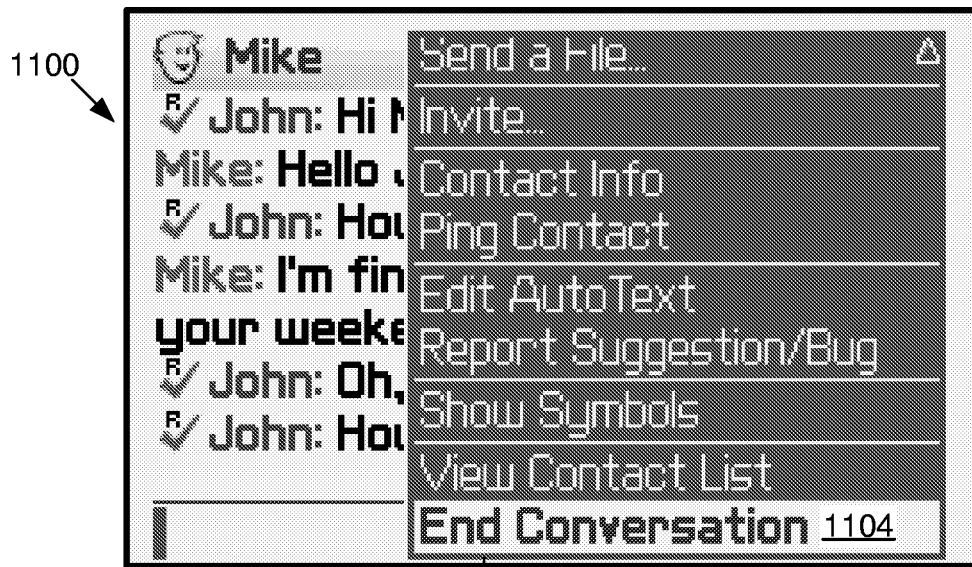 1100
Mike
Send a File...
R John: Hi
Invite...
Mike: Hello
Contact Info
R John:
Ping Contact
Mike: I'm
Edit AutoText
your
Report Suggestion/Bug
R John: Oh,
Show Symbols
R John:
View Contact List
End Conversation 1104